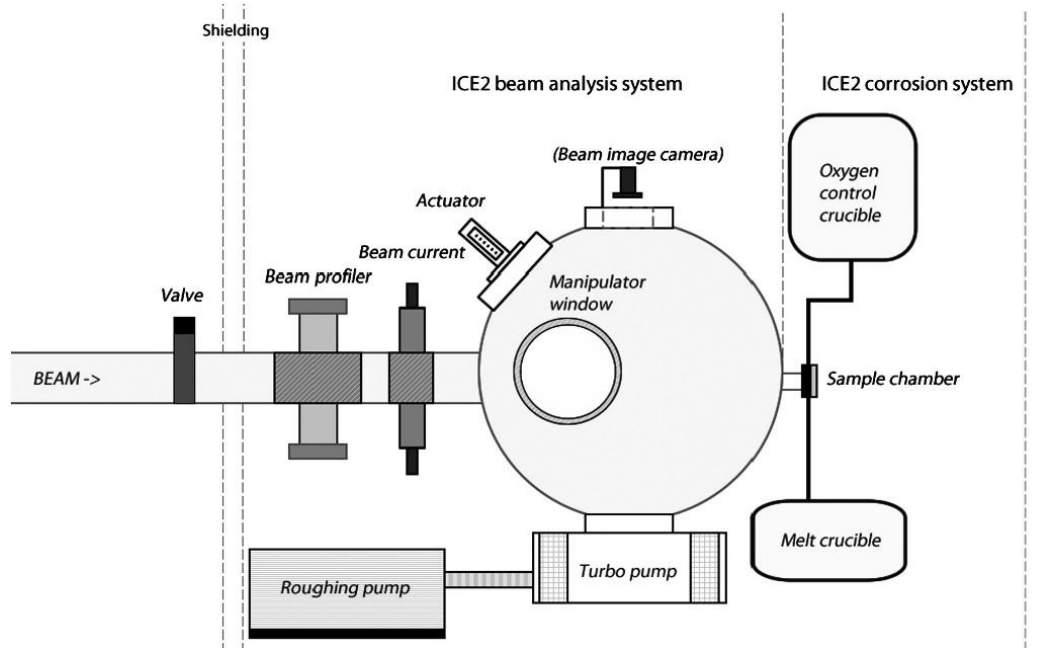 Shielding
ICE2 beam analysis system
ICE2 corrosion system
(Beam image camera)
Oxygen
control
crucible
Actuator
Beam current
Beam profiler
Manipulator
window
Valve
BEAM ->
Sample chamber
Melt crucible
Turbo pump
Roughing pump